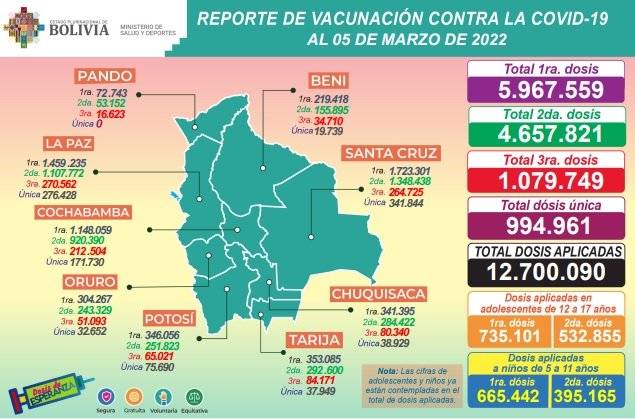 ESTADO PLURINACIONAL DE
BOLIVIA
MINISTERIO
DE SALUD Y DEPORTES
REPORTE DE VACUNACIÓN CONTRA LA COVID-19
AL 05 DE MARZO DE 2022
PANDO
1ra. 72.743
2da. 53.152
3ra. 16.623
Única 0
BENI
1ra. 219.418
2da. 155.895
3ra. 34.710
Única 19.739
LA PAZ
1ra. 1.459.235
2da. 1.107.772
3ra. 270.562
Única 276.428
SANTA CRUZ
1ra. 1.723.301
2da. 1.348.438
3ra. 264.725
Única 341.844
COCHABAMBA
1ra. 1.148.059
2da. 920.390
3ra. 212.504
Única 171.730
ORURO
1ra. 304.267
2da. 243.329
3ra. 51.093
Única 32.652
POTOSÍ
1ra. 346.056
2da. 251.823
3ra. 65.021
Única 75.690
CHUQUISACA
1ra. 341.395
2da. 284.422
3ra. 80.340
Única 38.929
TARIJA
1ra. 353.085
2da. 292.600
3ra. 84.171
Única 37.949
Total 1ra. dosis
5.967.559
Total 2da. dosis
4.657.821
Total 3ra. dosis
1.079.749
Total dósis única
994.961
TOTAL DOSIS APLICADAS
12.700.090
Dosis aplicadas en
adolescentes de 12 a 17 años
1ra. dósis
735.101
2da. dósis
532.855
Dosis aplicadas
a niños de 5 a 11 años
1ra. dósis
665.442
2da. dósis
395.165
Nota: Las cifras de
adolescentes y niños ya
están contempladas en el
total de dosis aplicadas.
Dosis de
ESPERANZA
Segura
Gratuita
Voluntaria
Equitativa